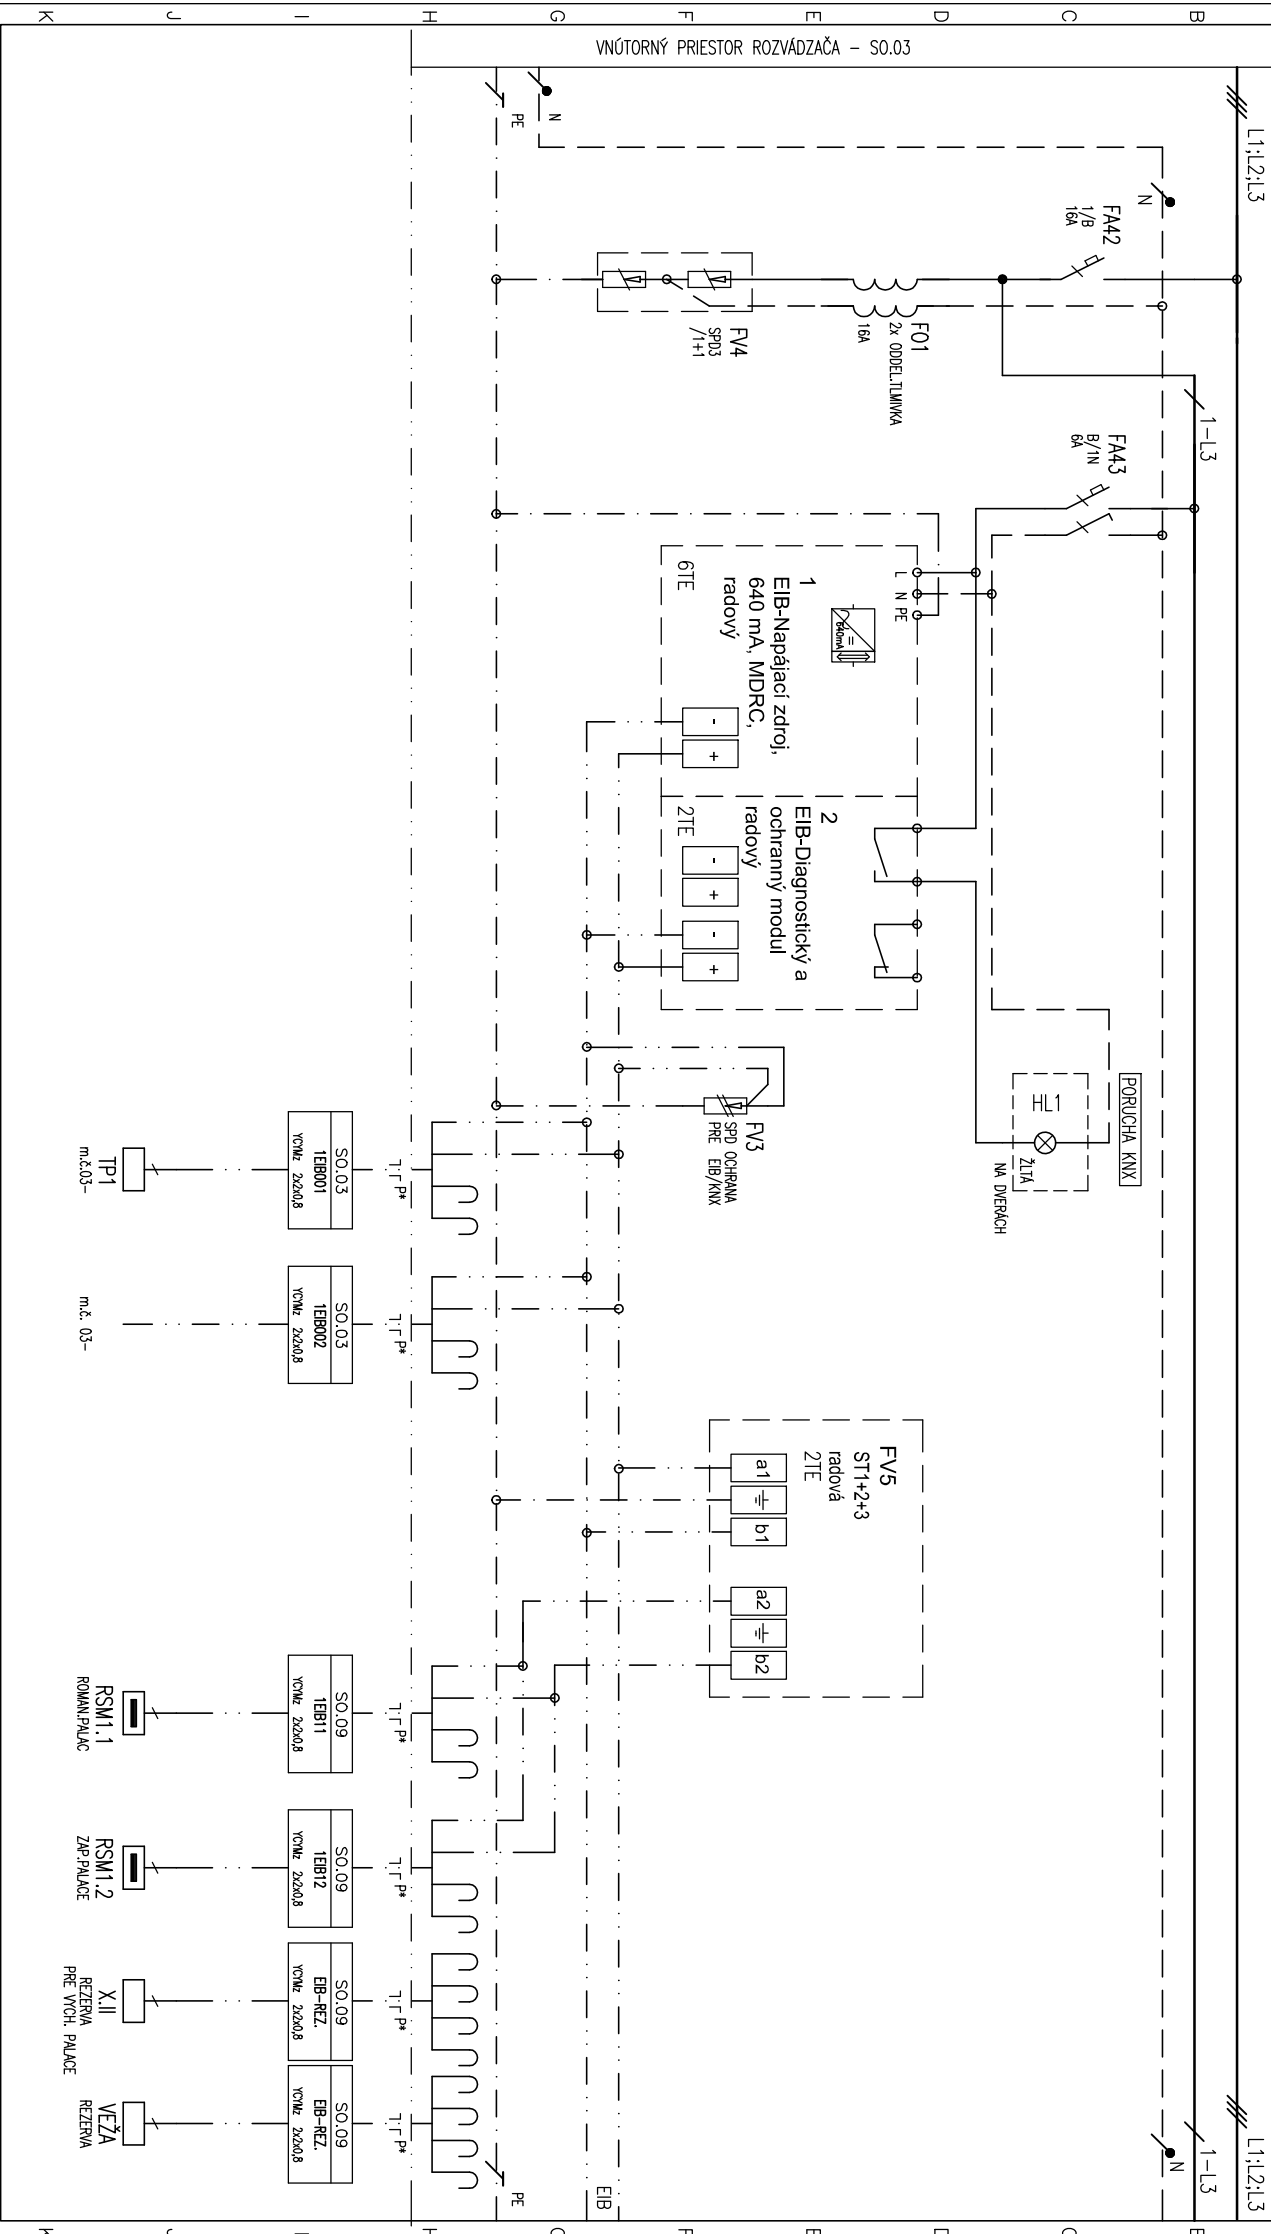 K J I H G F E D C B
VNÚTORNÝ PRIESTOR ROZVÁDZAČA – SO.03
L1;L2;L3
N
PE
N
FA42
1/B
16A
FO1
2x ODDEL.TLMIVKA
16A
FV4
SPD3
/1+1
1-L3
FA43
B/1N
6A
L N PE
1
EIB-Napájací zdroj,
640 mA, MDRC,
radový
6TE
=
640mA
- +
2
EIB-Diagnostický a
ochranný modul
radový
2TE
- +
- +
PORUCHA KNX
HL1
ŽLTÁ
NA DVERÁCH
FV3
SPD OCHRANA
PRE EIB/KNX
FV5
ST1+2+3
radová
2TE
a1 b1
a2 b2
P*
SO.03
1EIB001
YCYMz 2x2x0,8
TP1
m.č.03-
P*
SO.03
1EIB002
YCYMz 2x2x0,8
m.č. 03-
P*
SO.09
1EIB11
YCYMz 2x2x0,8
RSM1.1
ROMAN.PALAC
P*
SO.09
1EIB12
YCYMz 2x2x0,8
RSM1.2
ZAP.PALACE
P*
SO.09
EIB-REZ.
YCYMz 2x2x0,8
X.II
REZERVA
PRE VYCH. PALACE
P*
SO.09
EIB-REZ.
YCYMz 2x2x0,8
VEŽA
REZERVA
L1;L2;L3
1-L3
N
EIB
PE